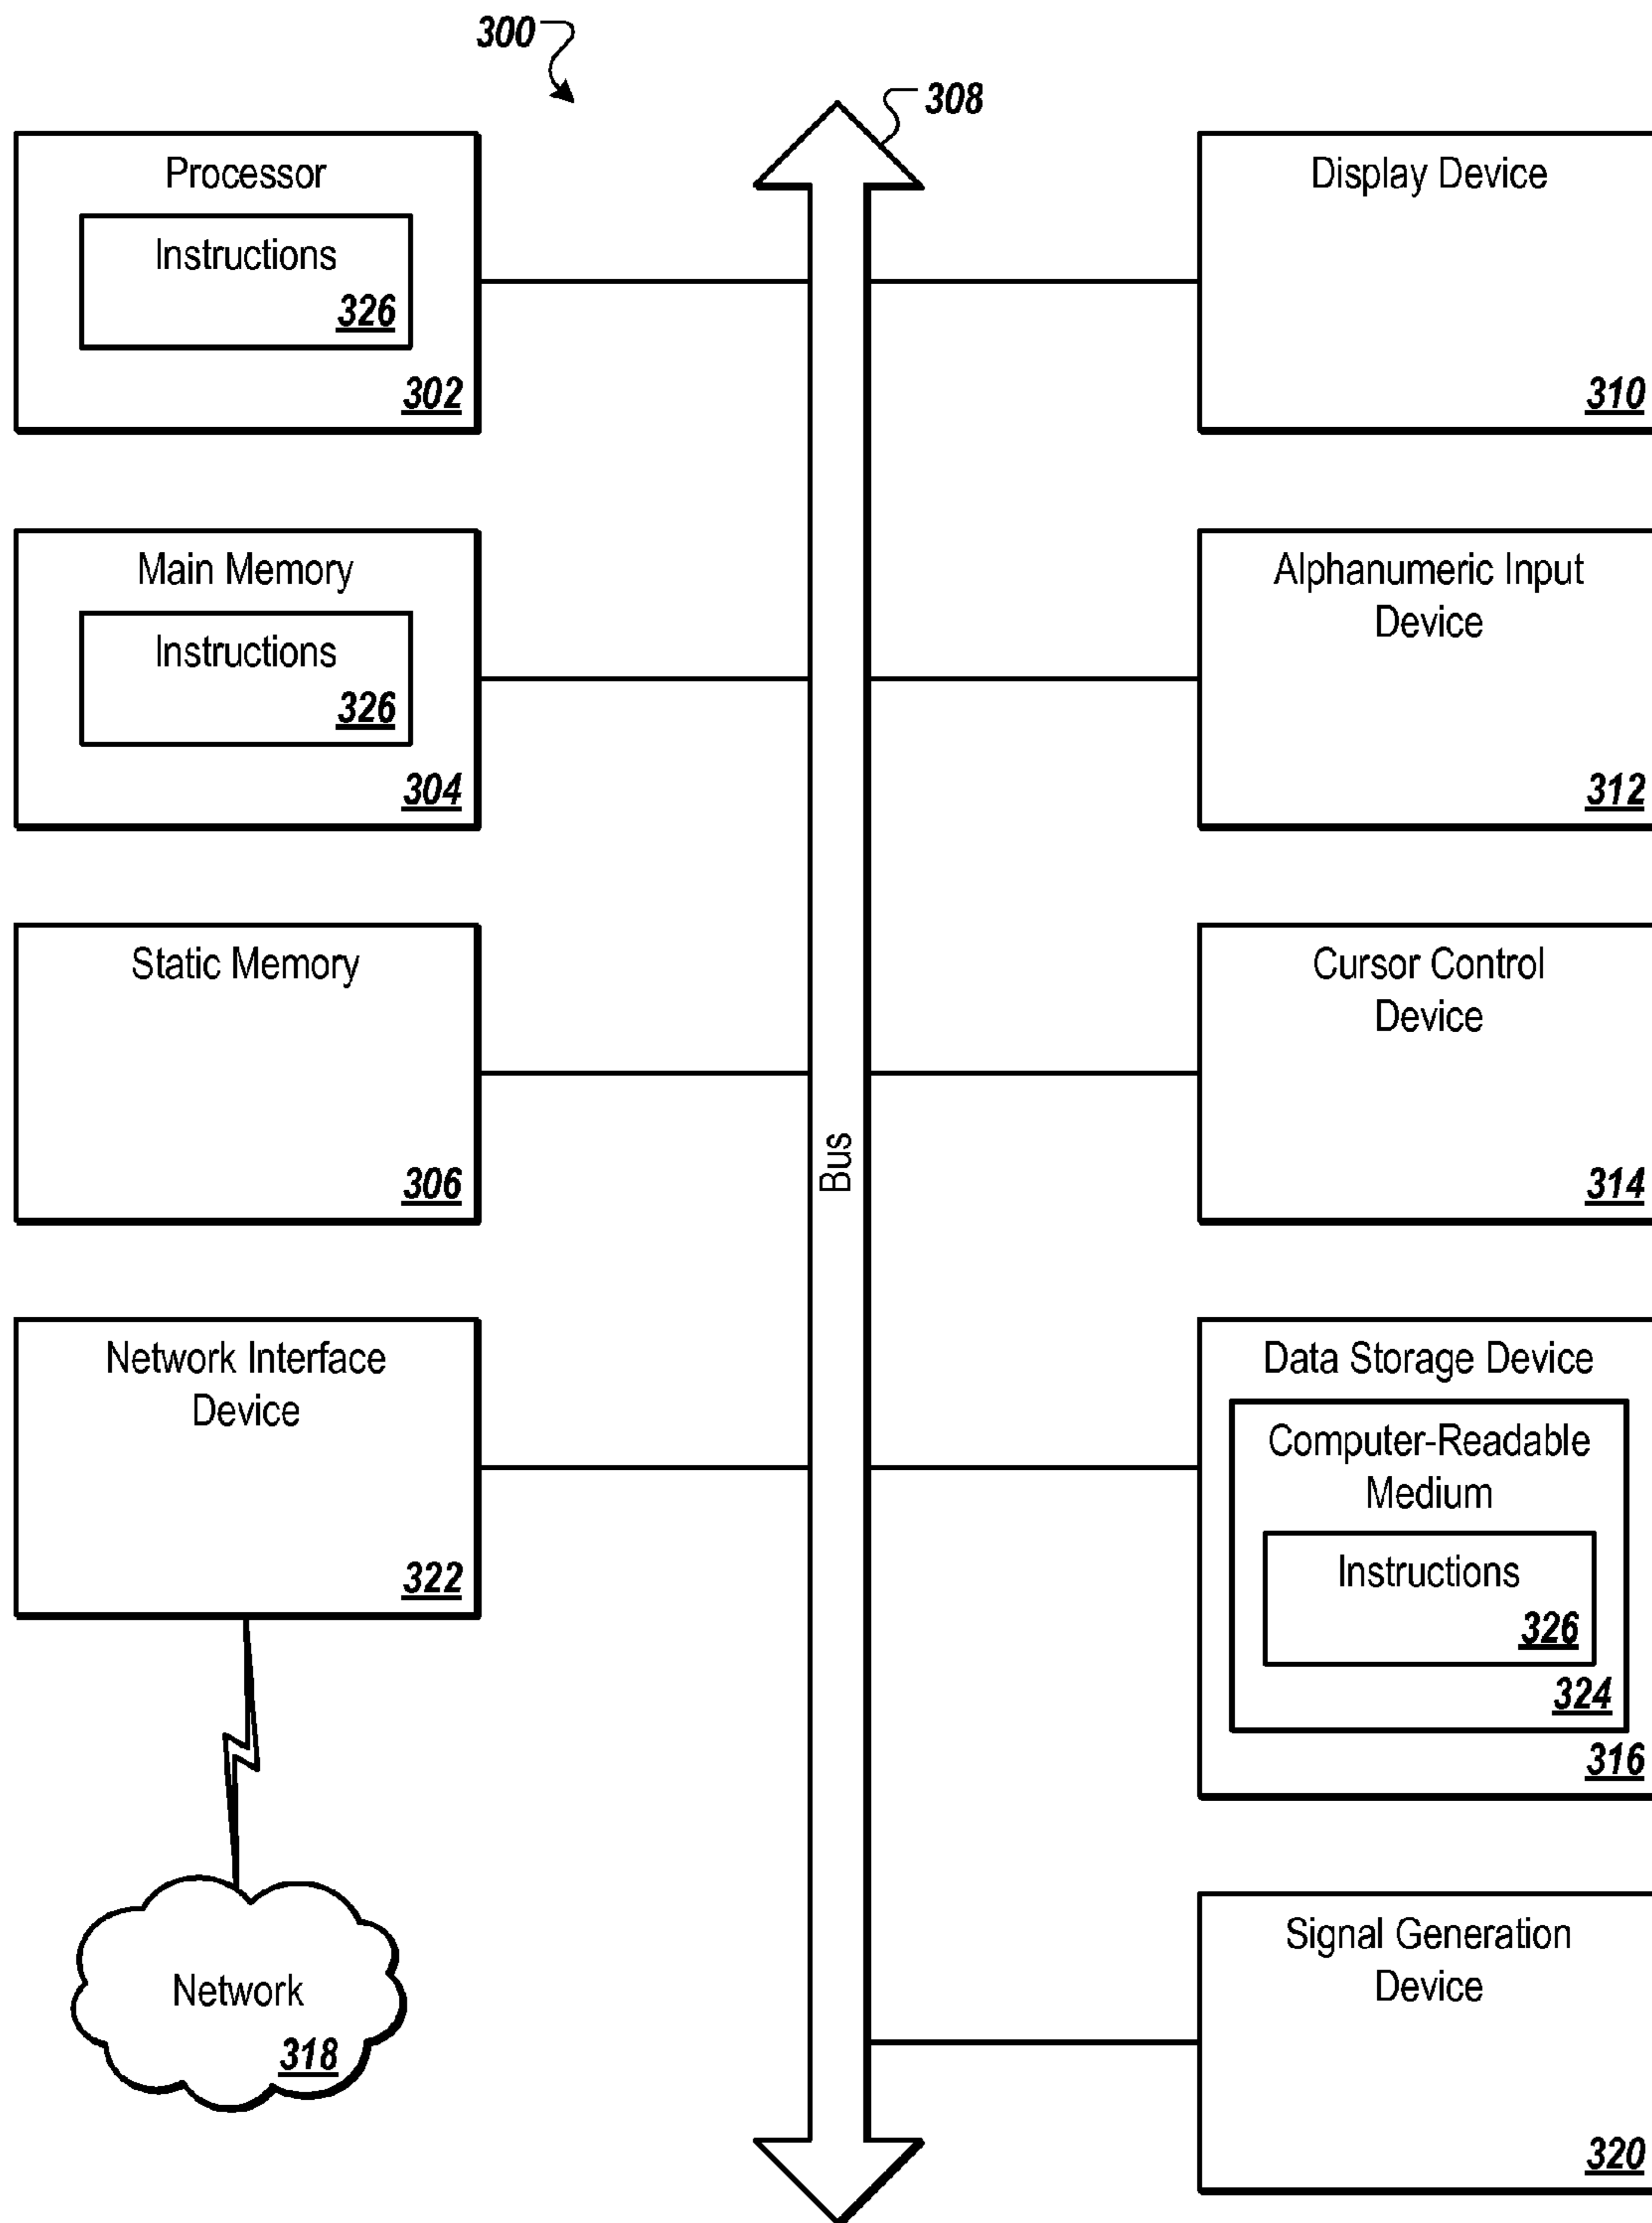 300
308
Processor
Instructions
326
302
Main Memory
Instructions
326
304
Static Memory
306
Network Interface
Device
322
Network
318
Bus
Display Device
310
Alphanumeric Input
Device
312
Cursor Control
Device
314
Data Storage Device
Computer-Readable
Medium
Instructions
326
324
316
Signal Generation
Device
320